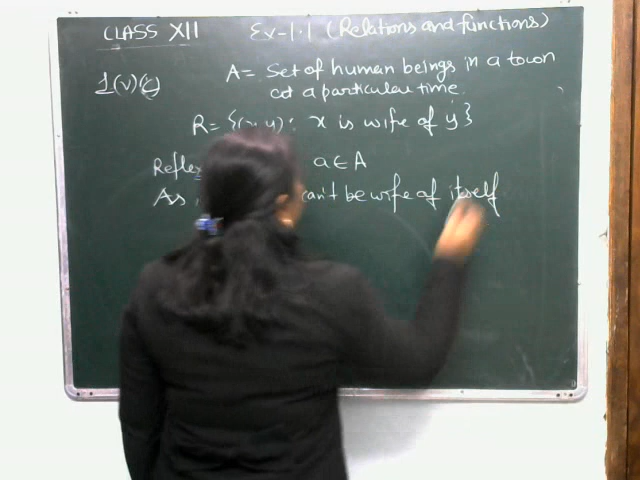 CLASS XII Ex-1.1 (Relations and functions)
1(v)(c) A = Set of human beings in a town
at a particular time.
R = {(x, y) : x is wife of y}
a ∈ A
As can't be wife of itself